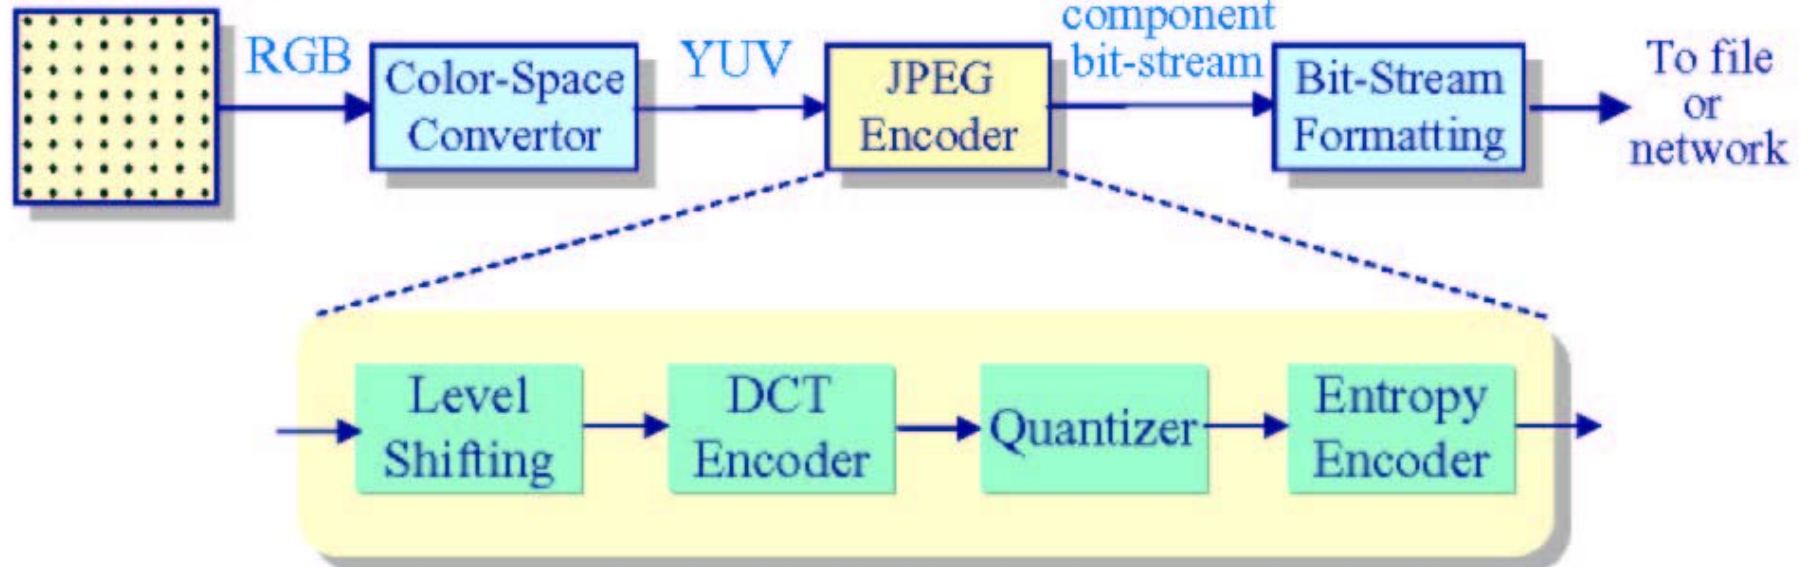 RGB
Color-Space
Convertor
YUV
JPEG
Encoder
component
bit-stream
Bit-Stream
Formatting
To file
or
network
Level
Shifting
DCT
Encoder
Quantizer
Entropy
Encoder